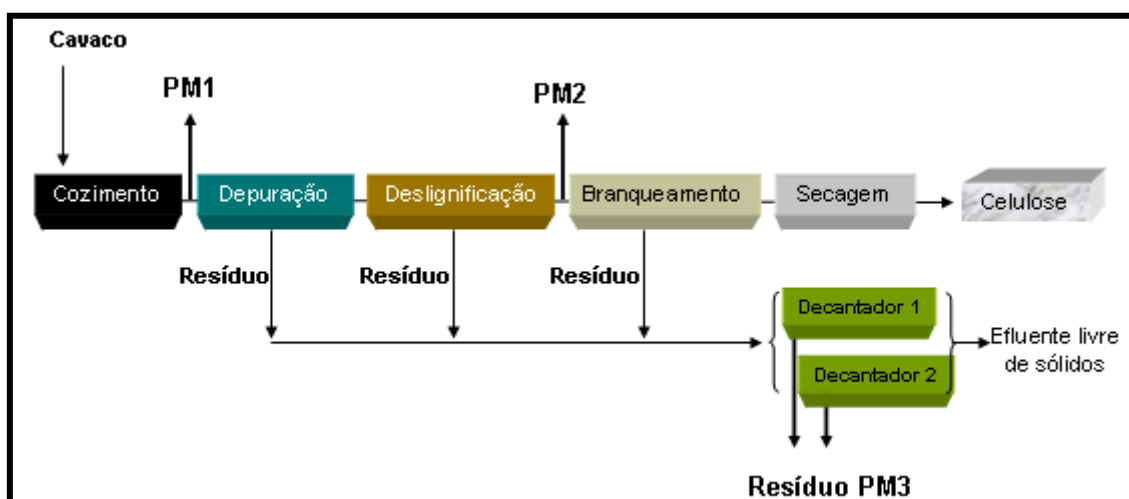 Cavaco
PM1
PM2
Cozimento
Depuração
Deslignificação
Branqueamento
Secagem
Celulose
Resíduo
Resíduo
Resíduo
Decantador 1
Decantador 2
Efluente livre
de sólidos
Resíduo PM3